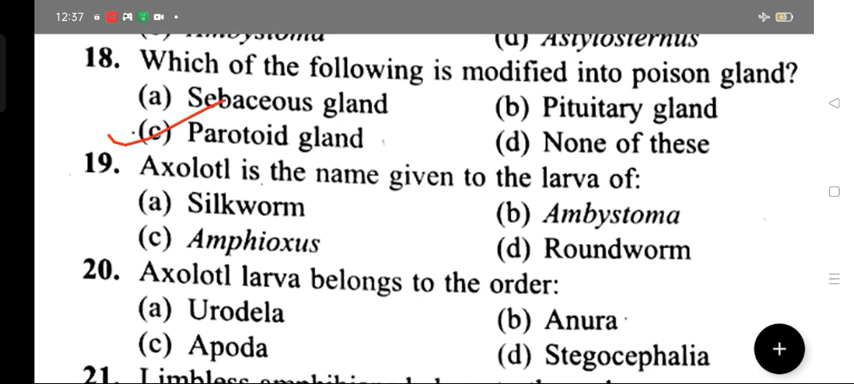 12:37
(d) Astylosternus
18. Which of the following is modified into poison gland?
(a) Sebaceous gland (b) Pituitary gland
(c) Parotoid gland (d) None of these
19. Axolotl is the name given to the larva of:
(a) Silkworm (b) Ambystoma
(c) Amphioxus (d) Roundworm
20. Axolotl larva belongs to the order:
(a) Urodela (b) Anura
(c) Apoda (d) Stegocephalia
21. Limbless